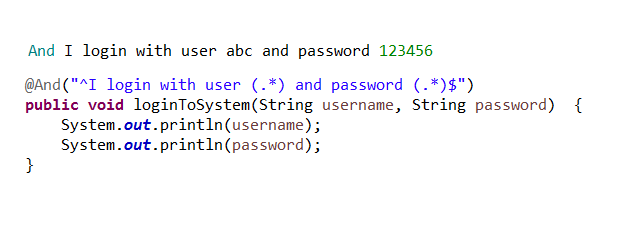 And I login with user abc and password 123456
@And("^I login with user (.*) and password (.*)$")
public void loginToSystem(String username, String password)  {
    System.out.println(username);
    System.out.println(password);
}